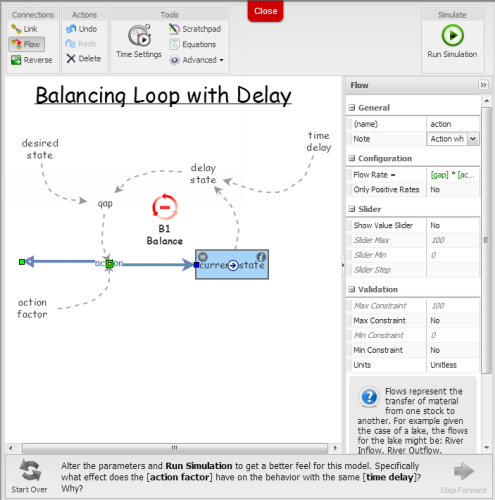 Connections
Actions
Tools
Close
Simulate
Link
Flow
Reverse
Undo
Redo
Delete
Time Settings
Scratchpad
Equations
Advanced
Run Simulation
Balancing Loop with Delay
desired
state
time
delay
delay
state
gap
B1
Balance
action
current state
action
factor
Flow
General
(name) action
Note Action wh
Configuration
Flow Rate = [gap] * [ac...
Only Positive Rates No
Slider
Show Value Slider No
Slider Max 100
Slider Min 0
Slider Step
Validation
Max Constraint 100
Max Constraint No
Min Constraint 0
Min Constraint No
Units Unitless
Flows represent the
transfer of material
from one stock to
another. For example given
the case of a lake, the flows
for the lake might be: River
Inflow, River Outflow,
Start Over
Alter the parameters and Run Simulation to get a better feel for this model. Specifically
what effect does the [action factor] have on the behavior with the same [time delay]?
Why?
Step Forward